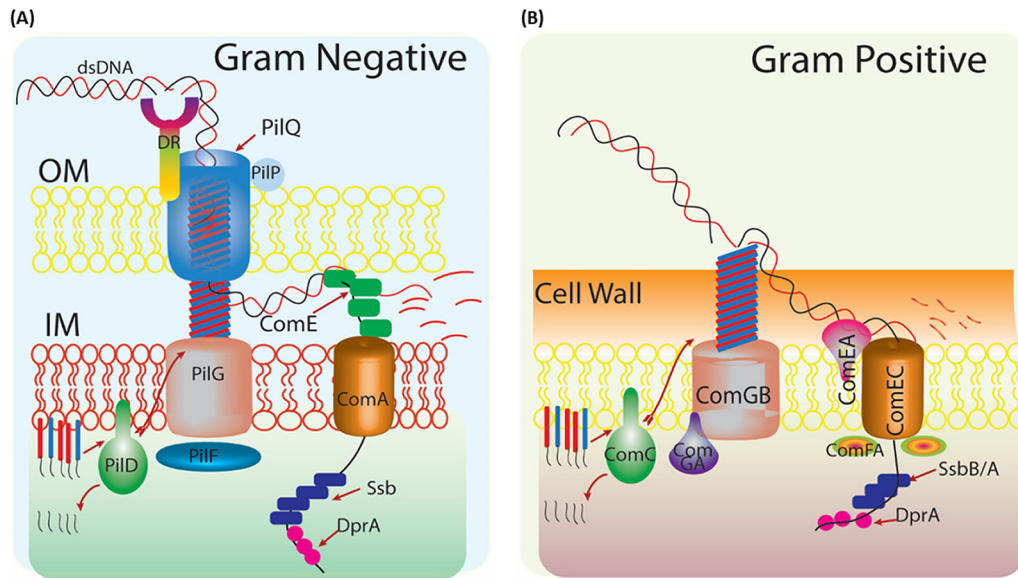 (A)
Gram Negative
dsDNA
DR
PilQ
PilP
OM
ComE
IM
PilG
ComA
PilD
PilF
Ssb
DprA
(B)
Gram Positive
Cell Wall
ComEA
ComEC
ComGB
ComC
Com
GA
ComFA
SsbB/A
DprA